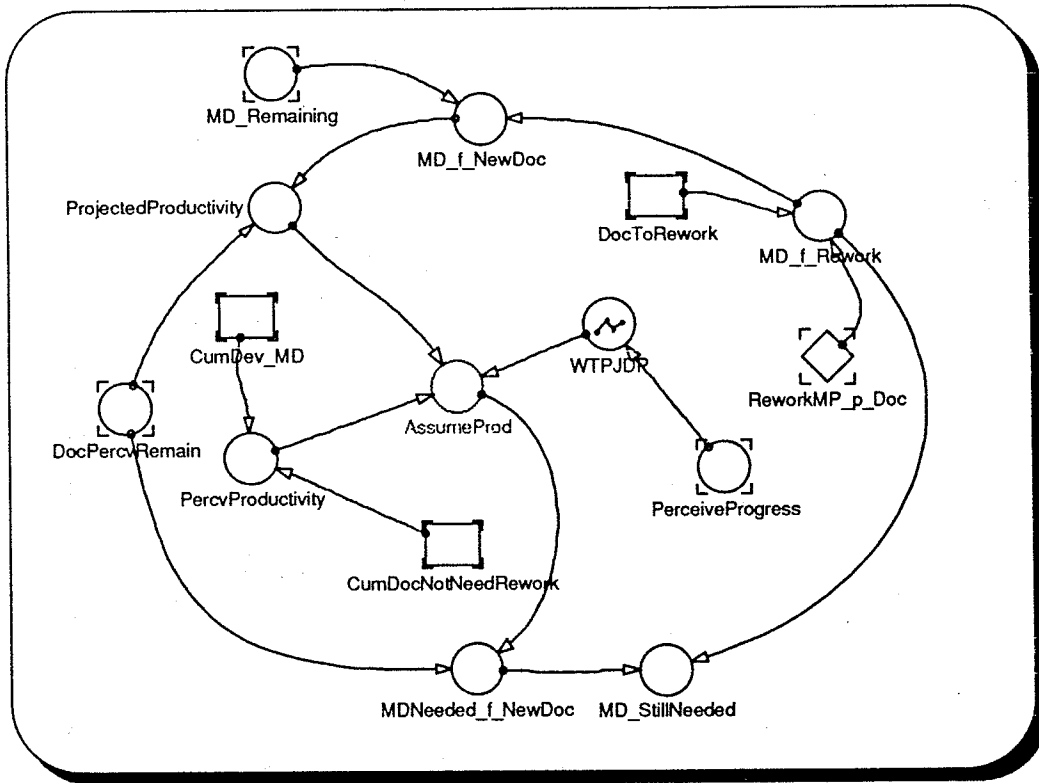 MD_Remaining
MD_f_NewDoc
ProjectedProductivity
DocToRework
MD_f_Rework
CumDev_MD
WTPJDP
ReworkMP_p_Doc
AssumeProd
DocPercvRemain
PercvProductivity
PerceiveProgress
CumDocNotNeedRework
MDNeeded_f_NewDoc
MD_StillNeeded